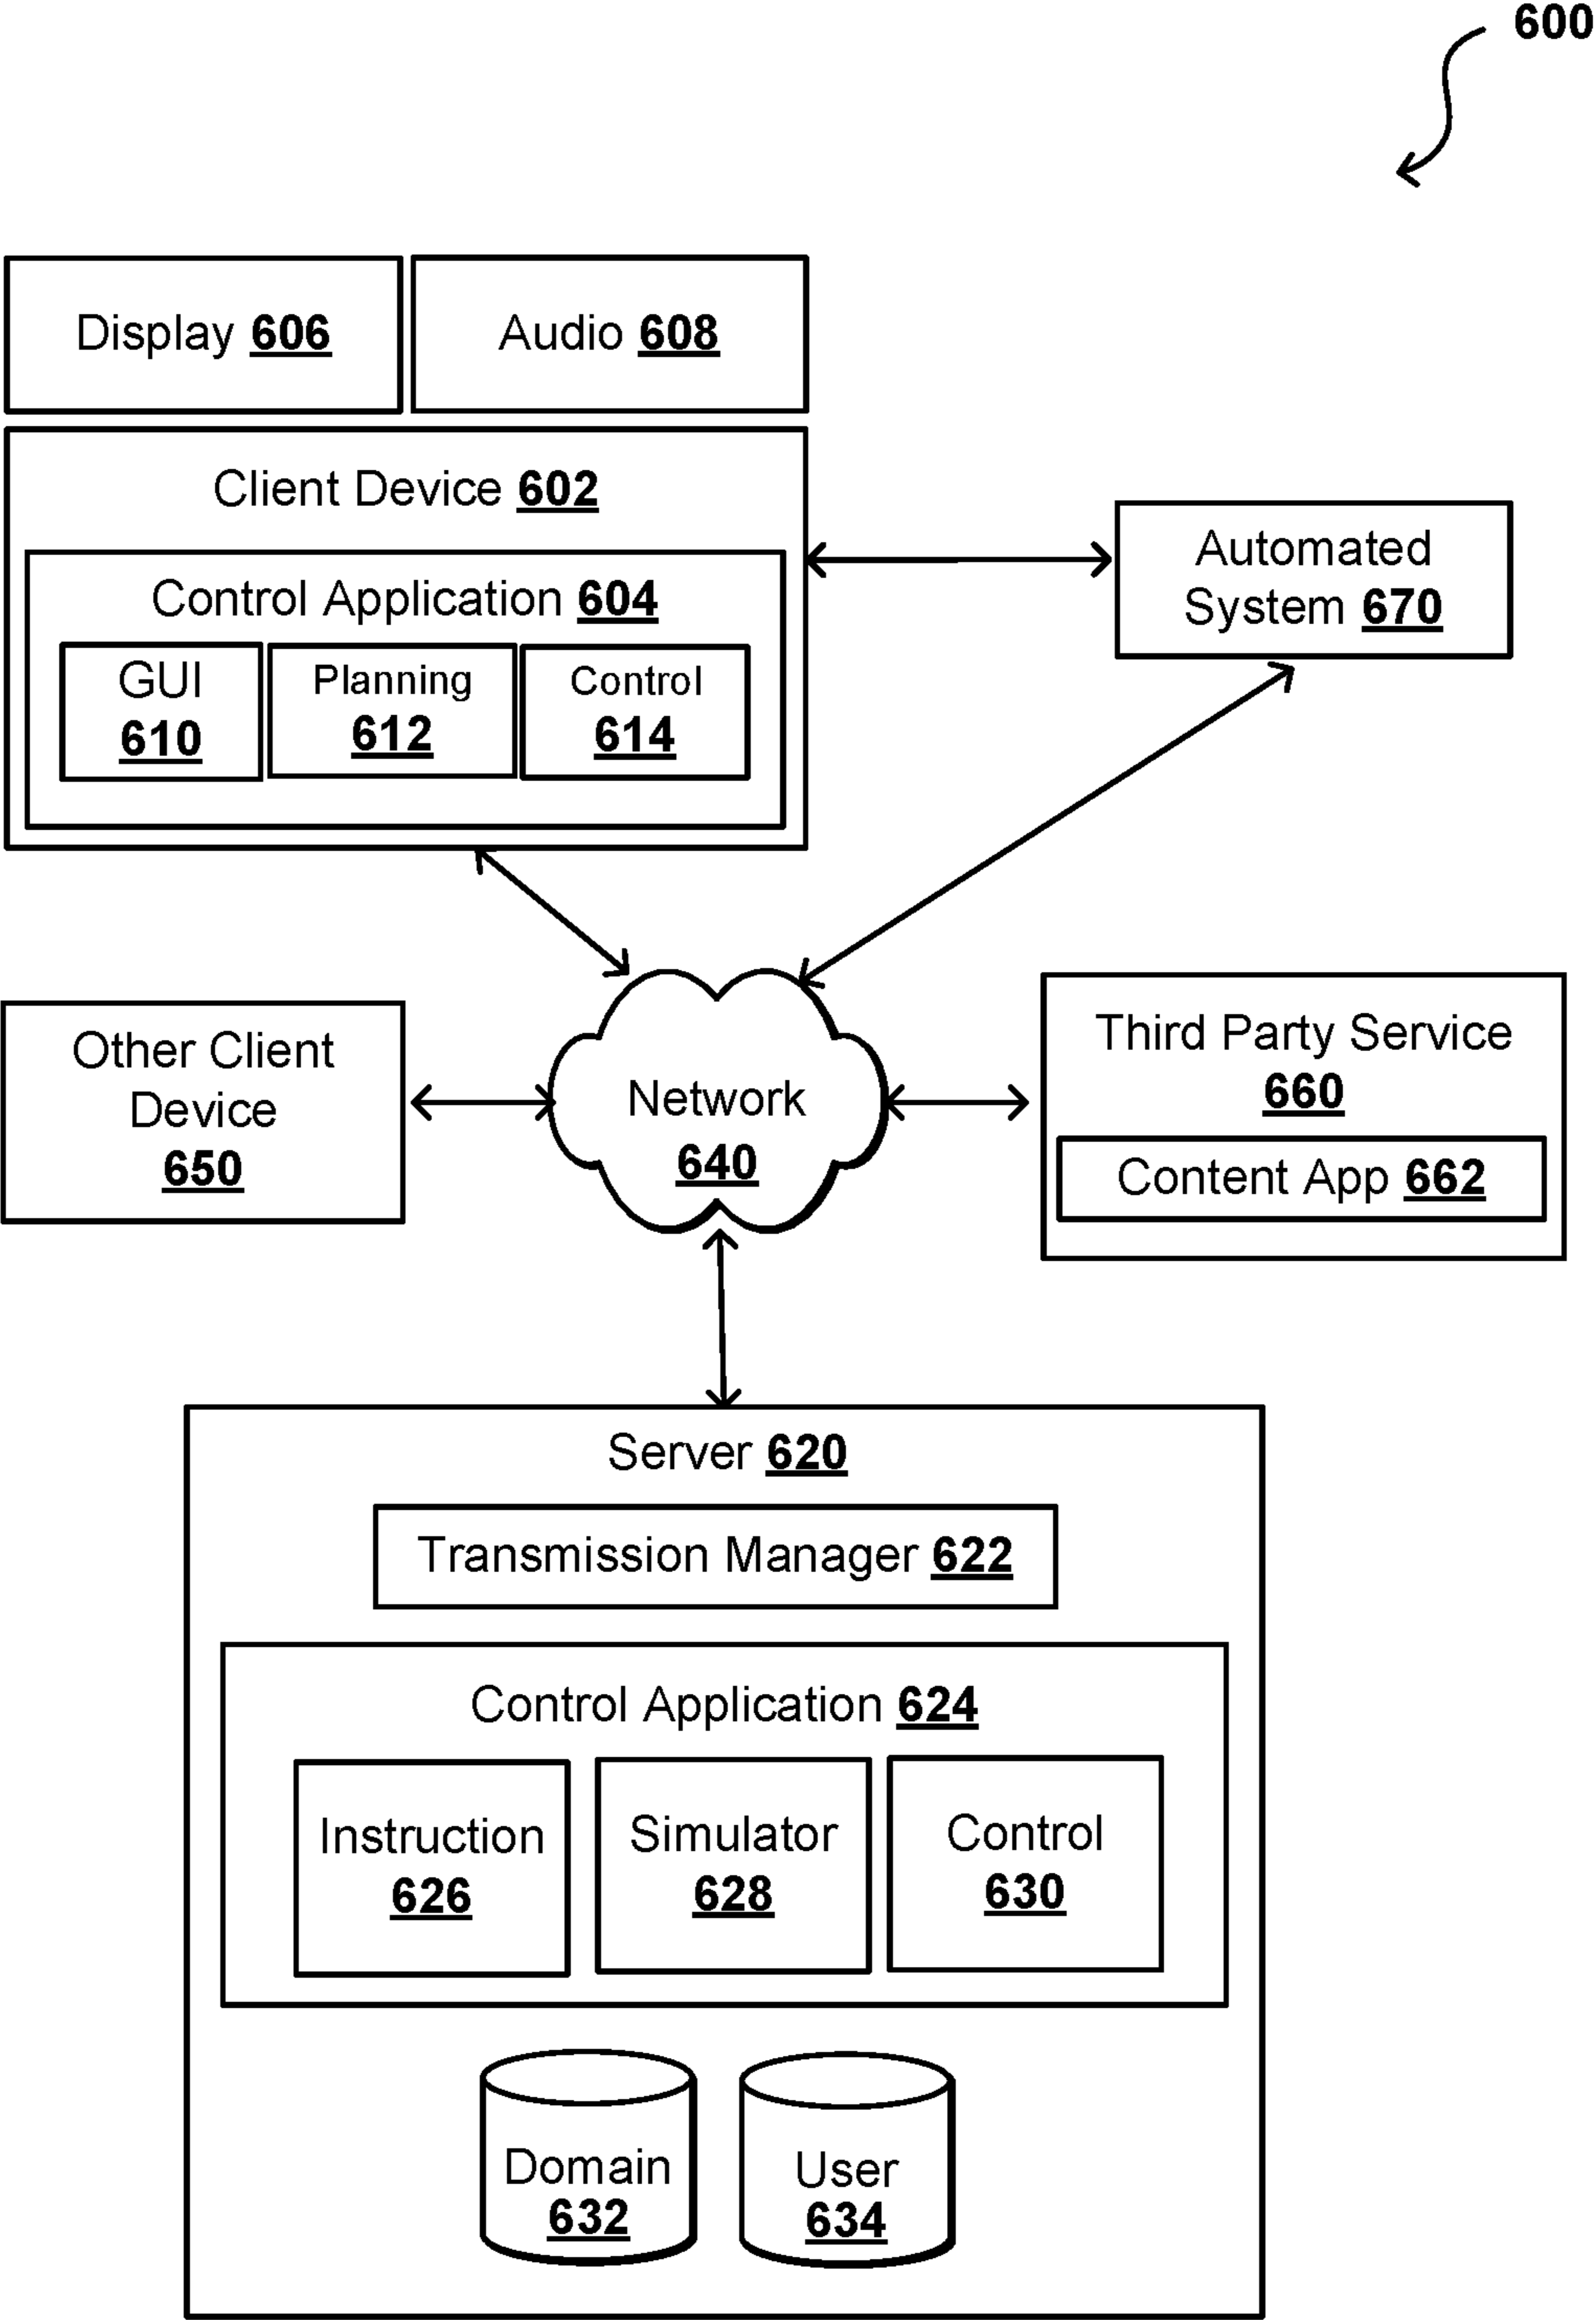 600
Display 606
Audio 608
Client Device 602
Control Application 604
GUI
610
Planning
612
Control
614
Automated
System 670
Other Client
Device
650
Network
640
Third Party Service
660
Content App 662
Server 620
Transmission Manager 622
Control Application 624
Instruction
626
Simulator
628
Control
630
Domain
632
User
634